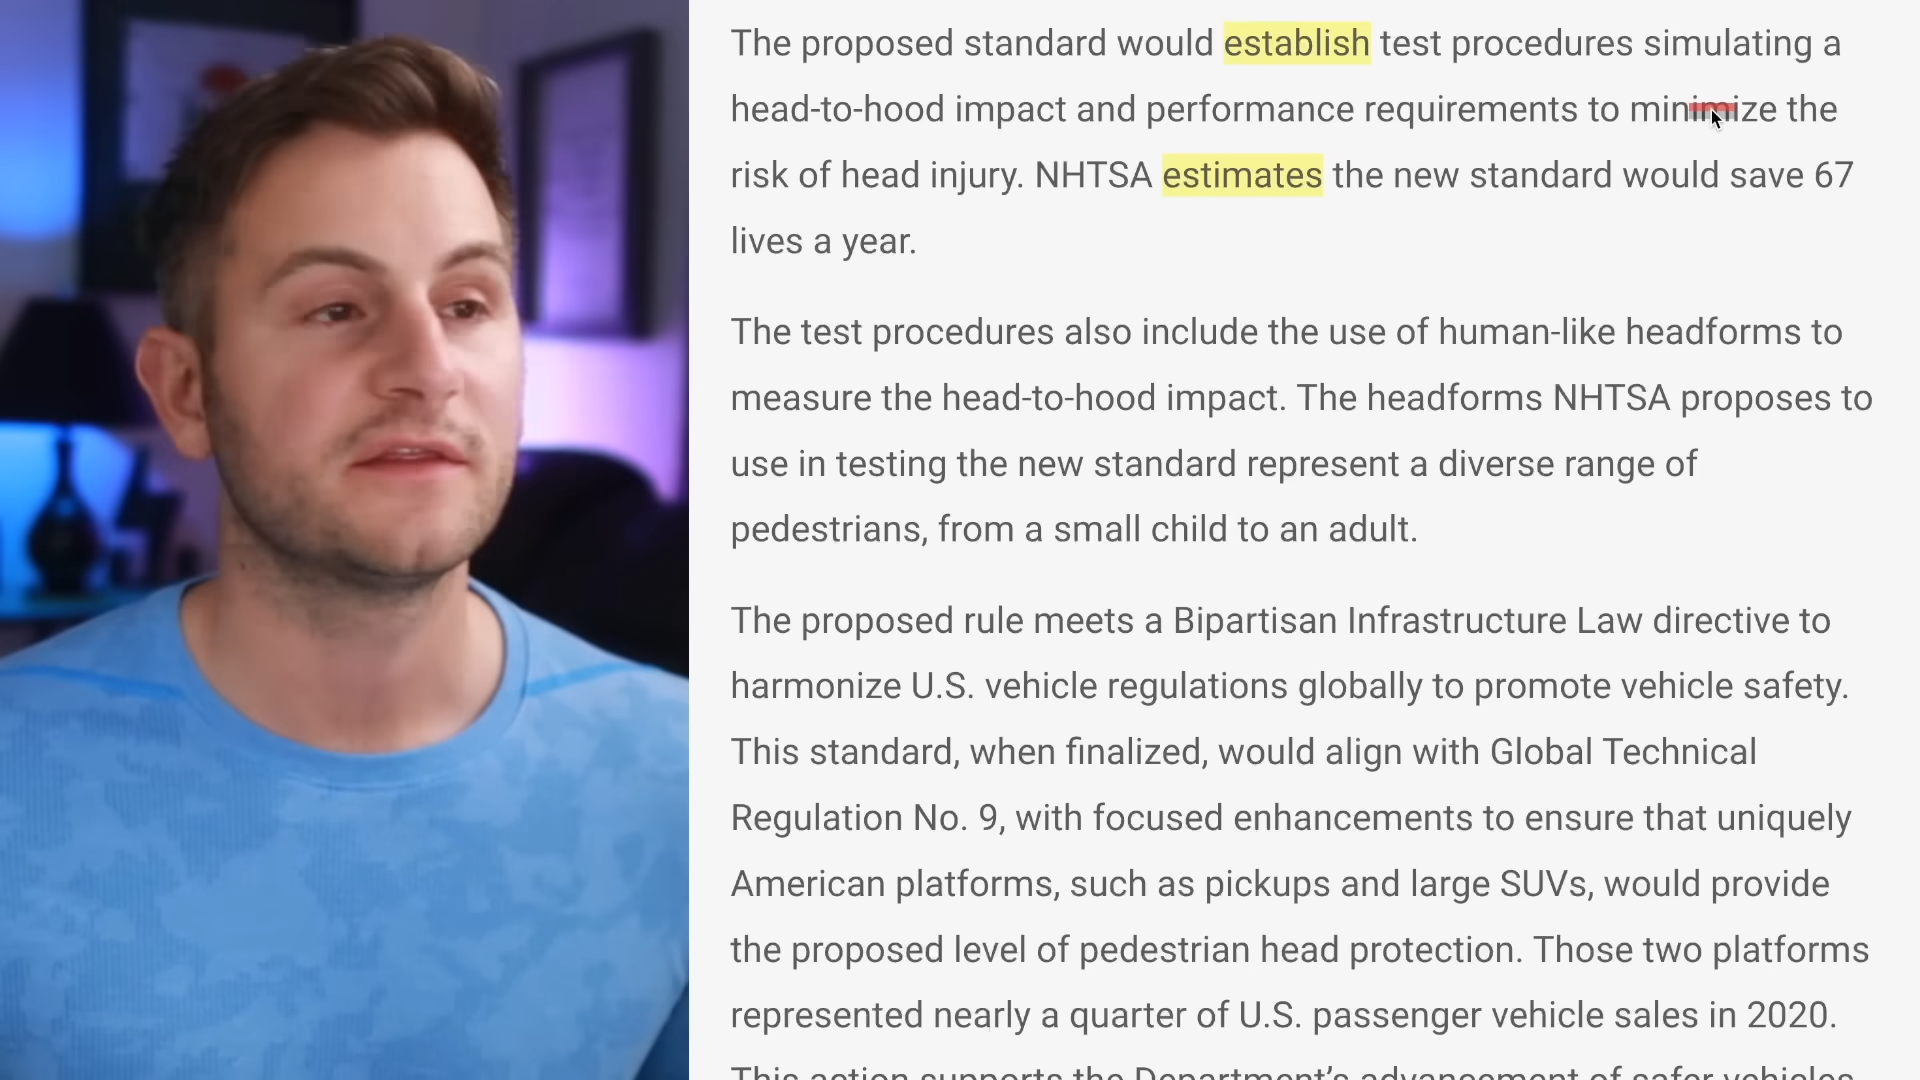 The proposed standard would establish test procedures simulating a
head-to-hood impact and performance requirements to minimize the
risk of head injury. NHTSA estimates the new standard would save 67
lives a year.
The test procedures also include the use of human-like headforms to
measure the head-to-hood impact. The headforms NHTSA proposes to
use in testing the new standard represent a diverse range of
pedestrians, from a small child to an adult.
The proposed rule meets a Bipartisan Infrastructure Law directive to
harmonize U.S. vehicle regulations globally to promote vehicle safety.
This standard, when finalized, would align with Global Technical
Regulation No. 9, with focused enhancements to ensure that uniquely
American platforms, such as pickups and large SUVs, would provide
the proposed level of pedestrian head protection. Those two platforms
represented nearly a quarter of U.S. passenger vehicle sales in 2020.
This action supports the Department’s advancement of safer vehicles